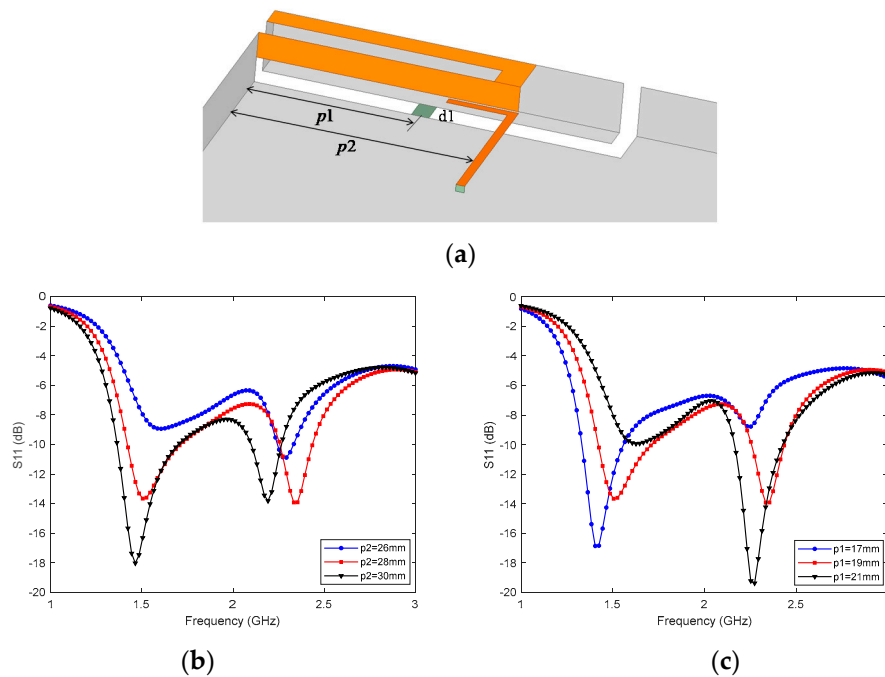 p1
d1
p2
(a)
0
-2
-4
-6
-8
-10
-12
-14
-16
-18
-20
S11 (dB)
1
1.5
2
2.5
3
Frequency (GHz)
p2=26mm
p2=28mm
p2=30mm
(b)
0
-2
-4
-6
-8
-10
-12
-14
-16
-18
-20
S11 (dB)
1
1.5
2
2.5
Frequency (GHz)
p1=17mm
p1=19mm
p1=21mm
(c)